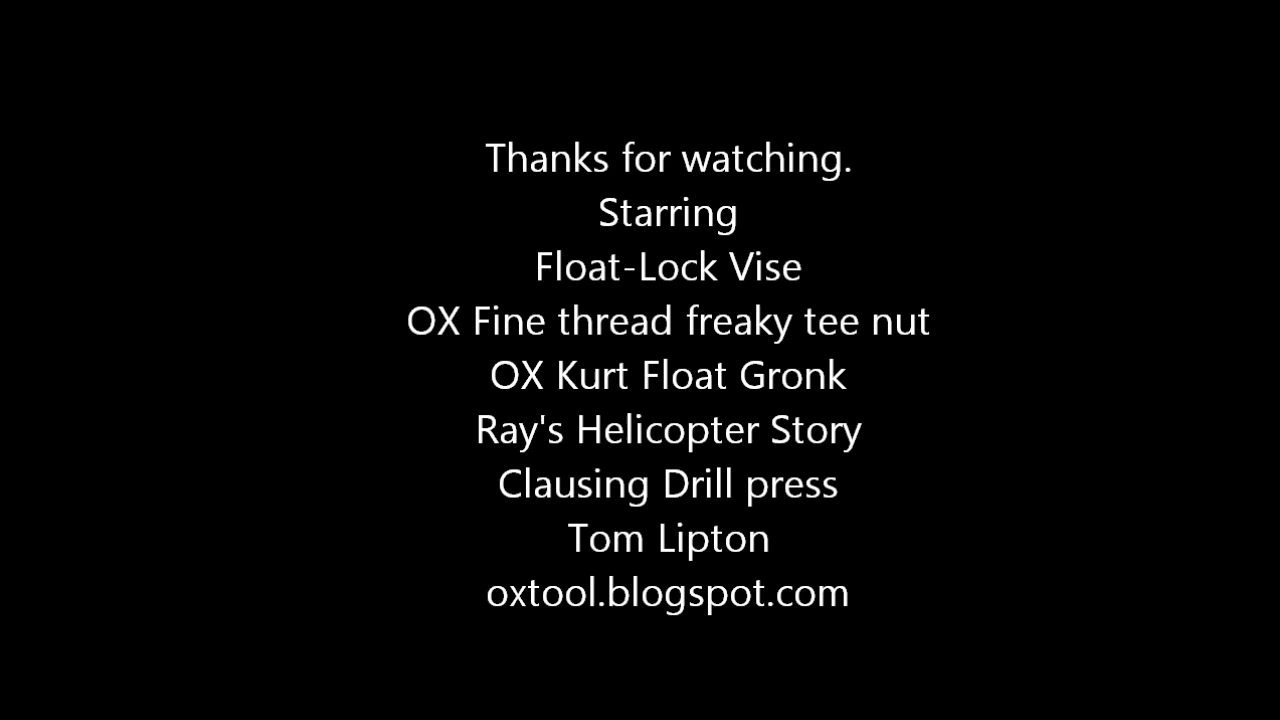 Thanks for watching.
Starring
Float-Lock Vise
OX Fine thread freaky tee nut
OX Kurt Float Gronk
Ray's Helicopter Story
Clausing Drill press
Tom Lipton
oxtool.blogspot.com